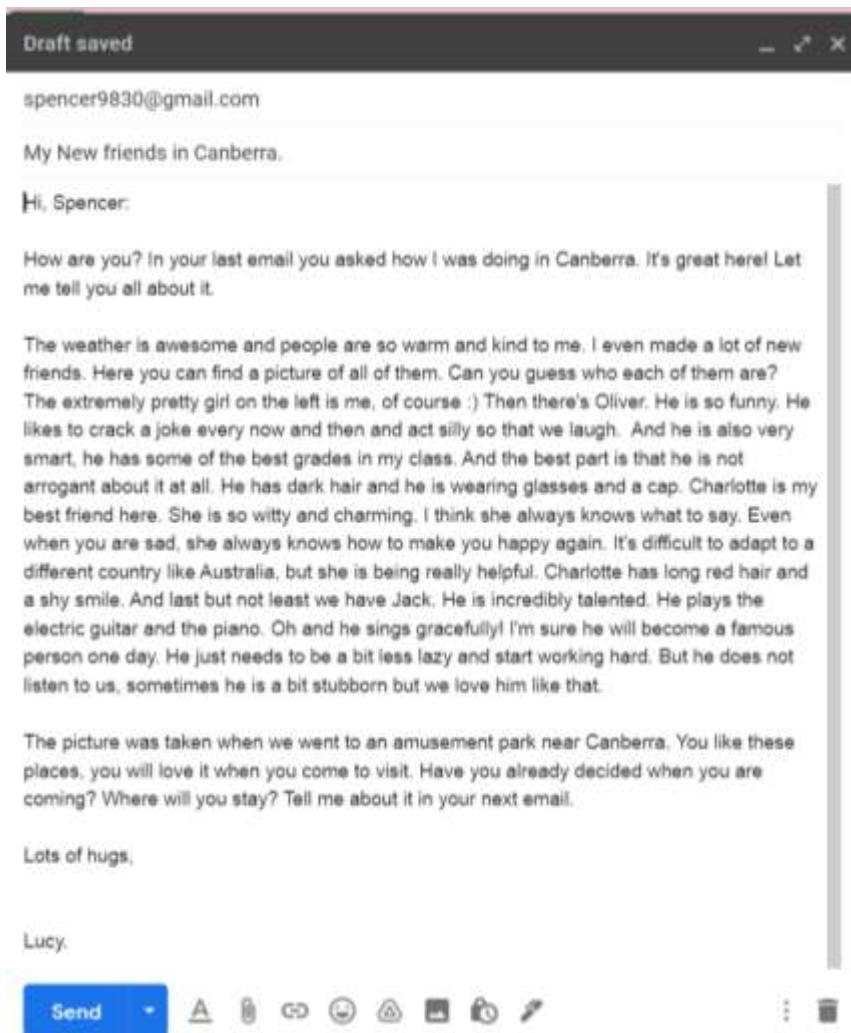 Draft saved
spencer9830@gmail.com
My New friends in Canberra.
Hi, Spencer:
How are you? In your last email you asked how I was doing in Canberra. It's great here! Let
me tell you all about it.
The weather is awesome and people are so warm and kind to me. I even made a lot of new
friends. Here you can find a picture of all of them. Can you guess who each of them are?
The extremely pretty girl on the left is me, of course :) Then there's Oliver. He is so funny. He
likes to crack a joke every now and then and act silly so that we laugh. And he is also very
smart, he has some of the best grades in my class. And the best part is that he is not
arrogant about it at all. He has dark hair and he is wearing glasses and a cap. Charlotte is my
best friend here. She is so witty and charming. I think she always knows what to say. Even
when you are sad, she always knows how to make you happy again. It's difficult to adapt to a
different country like Australia, but she is being really helpful. Charlotte has long red hair and
a shy smile. And last but not least we have Jack. He is incredibly talented. He plays the
electric guitar and the piano. Oh and he sings gracefully! I'm sure he will become a famous
person one day. He just needs to be a bit less lazy and start working hard. But he does not
listen to us, sometimes he is a bit stubborn but we love him like that.
The picture was taken when we went to an amusement park near Canberra. You like these
places, you will love it when you come to visit. Have you already decided when you are
coming? Where will you stay? Tell me about it in your next email.
Lots of hugs,
Lucy.
Send